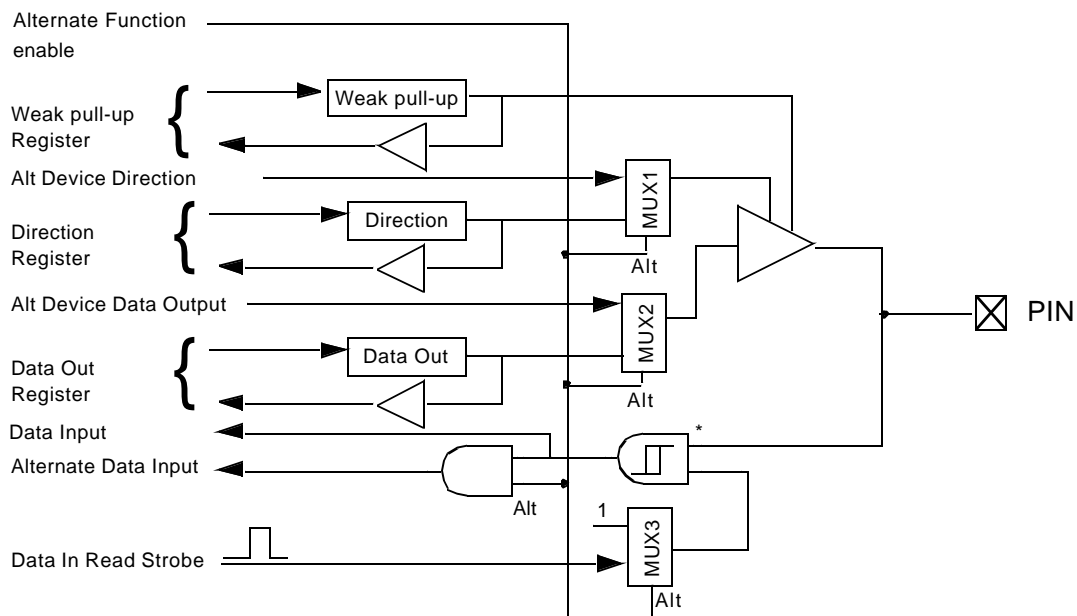 Alternate Function
enable
Weak pull-up
Register
Weak pull-up
Alt Device Direction
MUX1
Direction
Register
Direction
Alt
Alt Device Data Output
MUX2
PIN
Data Out
Register
Data Out
Alt
Data Input
*
Alternate Data Input
Alt
1
MUX3
Data In Read Strobe
Alt